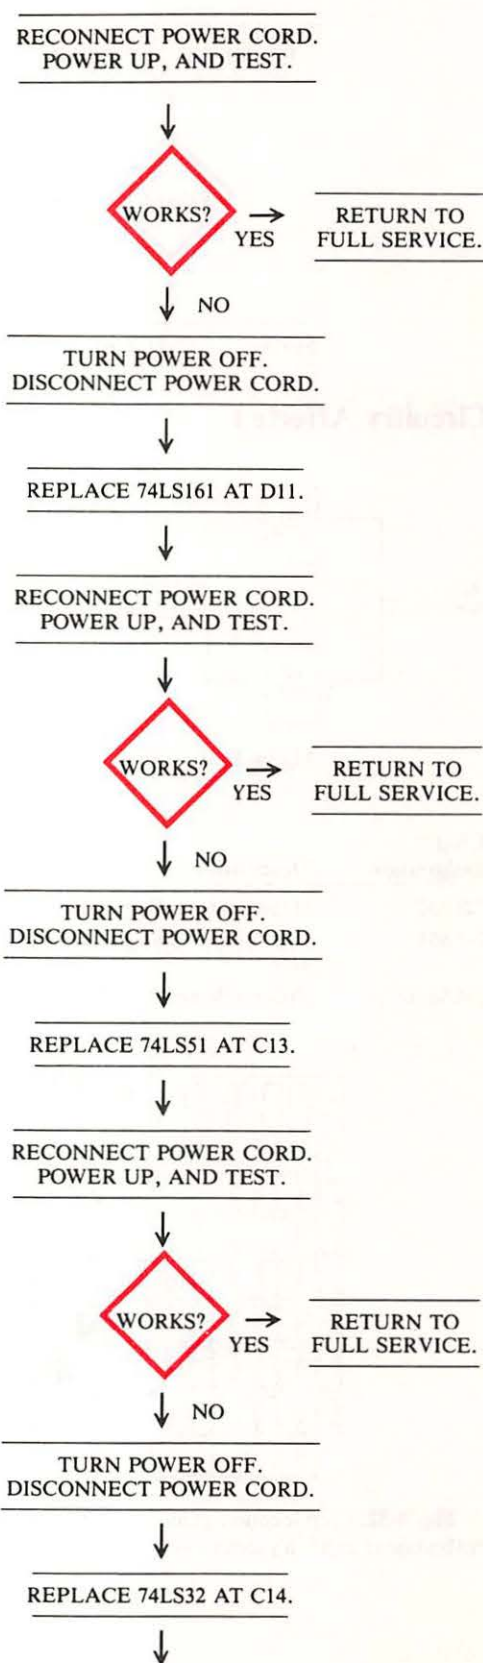 RECONNECT POWER CORD.
POWER UP, AND TEST.
WORKS?
YES
RETURN TO
FULL SERVICE.
NO
TURN POWER OFF.
DISCONNECT POWER CORD.
REPLACE 74LS161 AT D11.
RECONNECT POWER CORD.
POWER UP, AND TEST.
WORKS?
YES
RETURN TO
FULL SERVICE.
NO
TURN POWER OFF.
DISCONNECT POWER CORD.
REPLACE 74LS51 AT C13.
RECONNECT POWER CORD.
POWER UP, AND TEST.
WORKS?
YES
RETURN TO
FULL SERVICE.
NO
TURN POWER OFF.
DISCONNECT POWER CORD.
REPLACE 74LS32 AT C14.